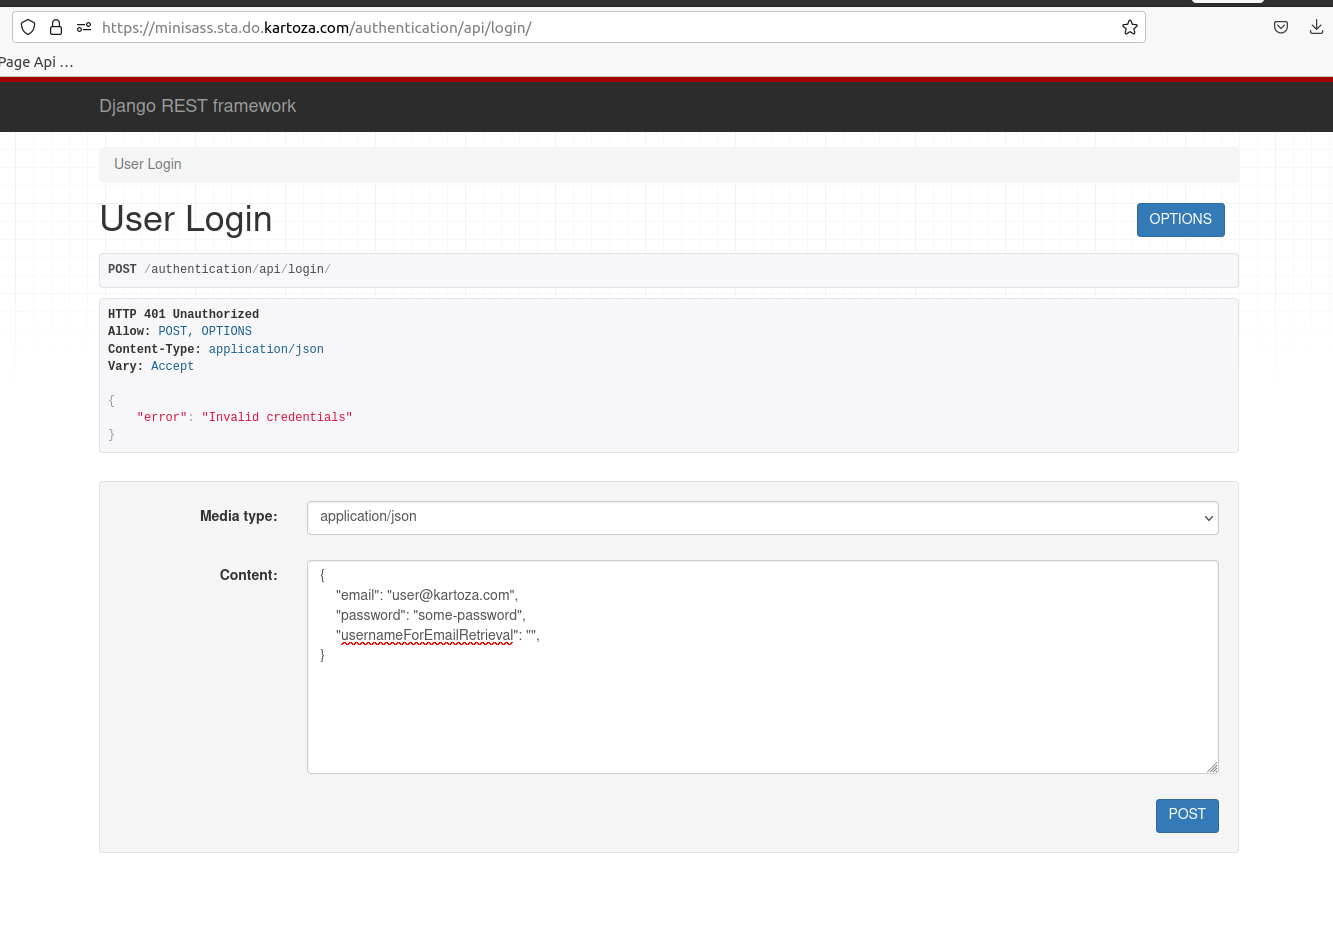 https://minisass.sta.do.kartoza.com/authentication/api/login/
Page Api …
Django REST framework
User Login
User Login
OPTIONS
POST /authentication/api/login/
HTTP 401 Unauthorized
Allow: POST, OPTIONS
Content-Type: application/json
Vary: Accept
{
    "error": "Invalid credentials"
}
Media type:
application/json
Content:
{
    "email": "user@kartoza.com",
    "password": "some-password",
    "usernameForEmailRetrieval": "",
}
POST